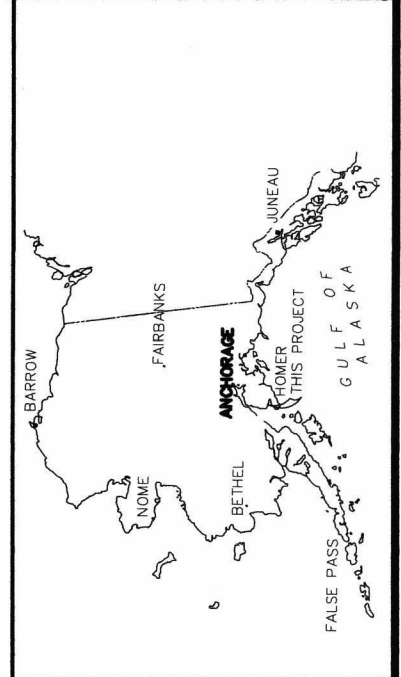 BARROW
FAIRBANKS
NOME
ANCHORAGE
BETHEL
JUNEAU
HOMER
THIS PROJECT
GULF OF
ALASKA
FALSE PASS